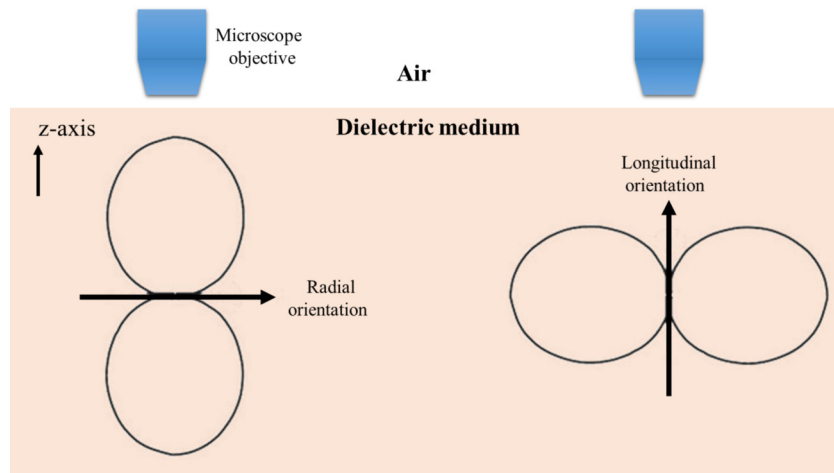 Microscope
objective
Air
z-axis
Dielectric medium
Longitudinal
orientation
Radial
orientation